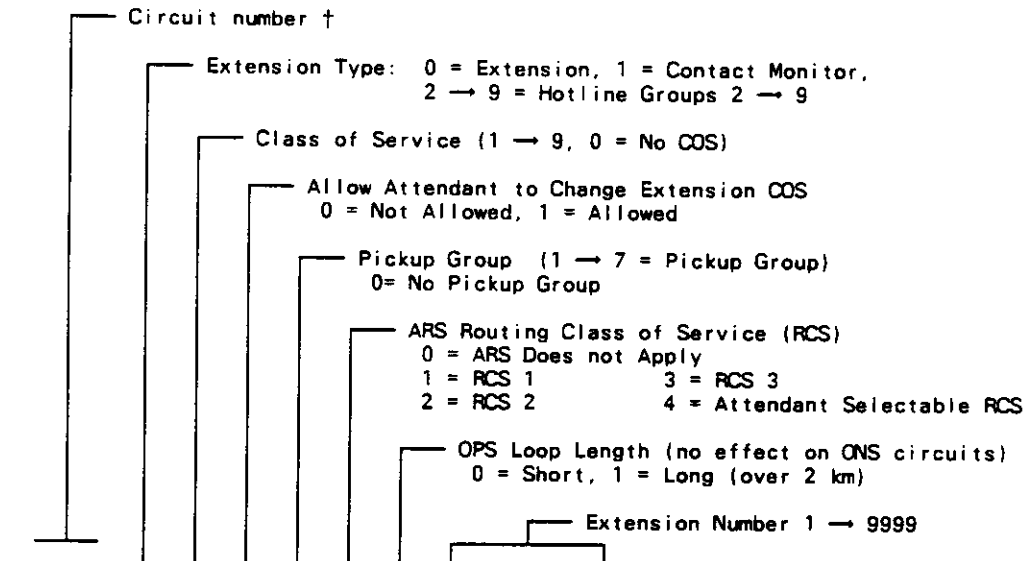 Circuit number †
Extension Type: 0 = Extension, 1 = Contact Monitor,
2 → 9 = Hotline Groups 2 → 9
Class of Service (1 → 9, 0 = No COS)
Allow Attendant to Change Extension COS
0 = Not Allowed, 1 = Allowed
Pickup Group (1 → 7 = Pickup Group)
0= No Pickup Group
ARS Routing Class of Service (RCS)
0 = ARS Does not Apply
1 = RCS 1 3 = RCS 3
2 = RCS 2 4 = Attendant Selectable RCS
OPS Loop Length (no effect on ONS circuits)
0 = Short, 1 = Long (over 2 km)
Extension Number 1 → 9999